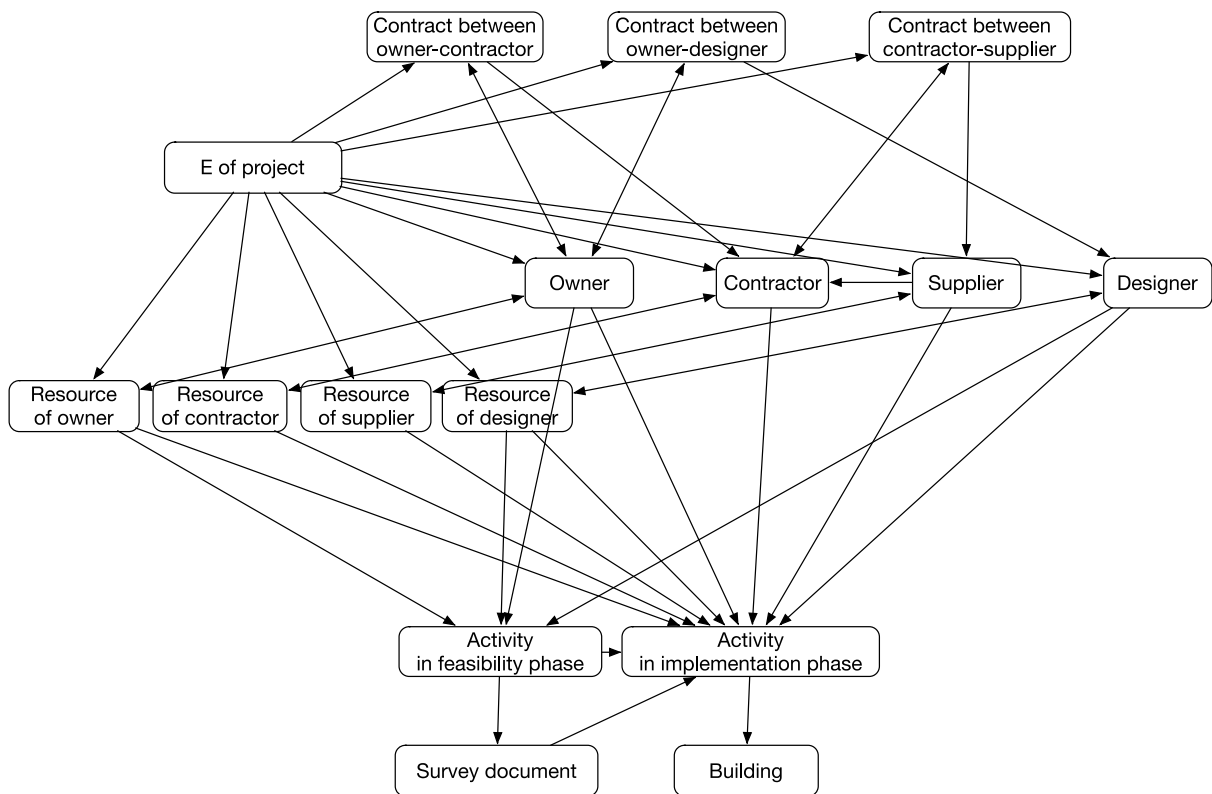 Contract between
owner-contractor
Contract between
owner-designer
Contract between
contractor-supplier
E of project
Owner
Contractor
Supplier
Designer
Resource
of owner
Resource
of contractor
Resource
of supplier
Resource
of designer
Activity
in feasibility phase
Activity
in implementation phase
Survey document
Building